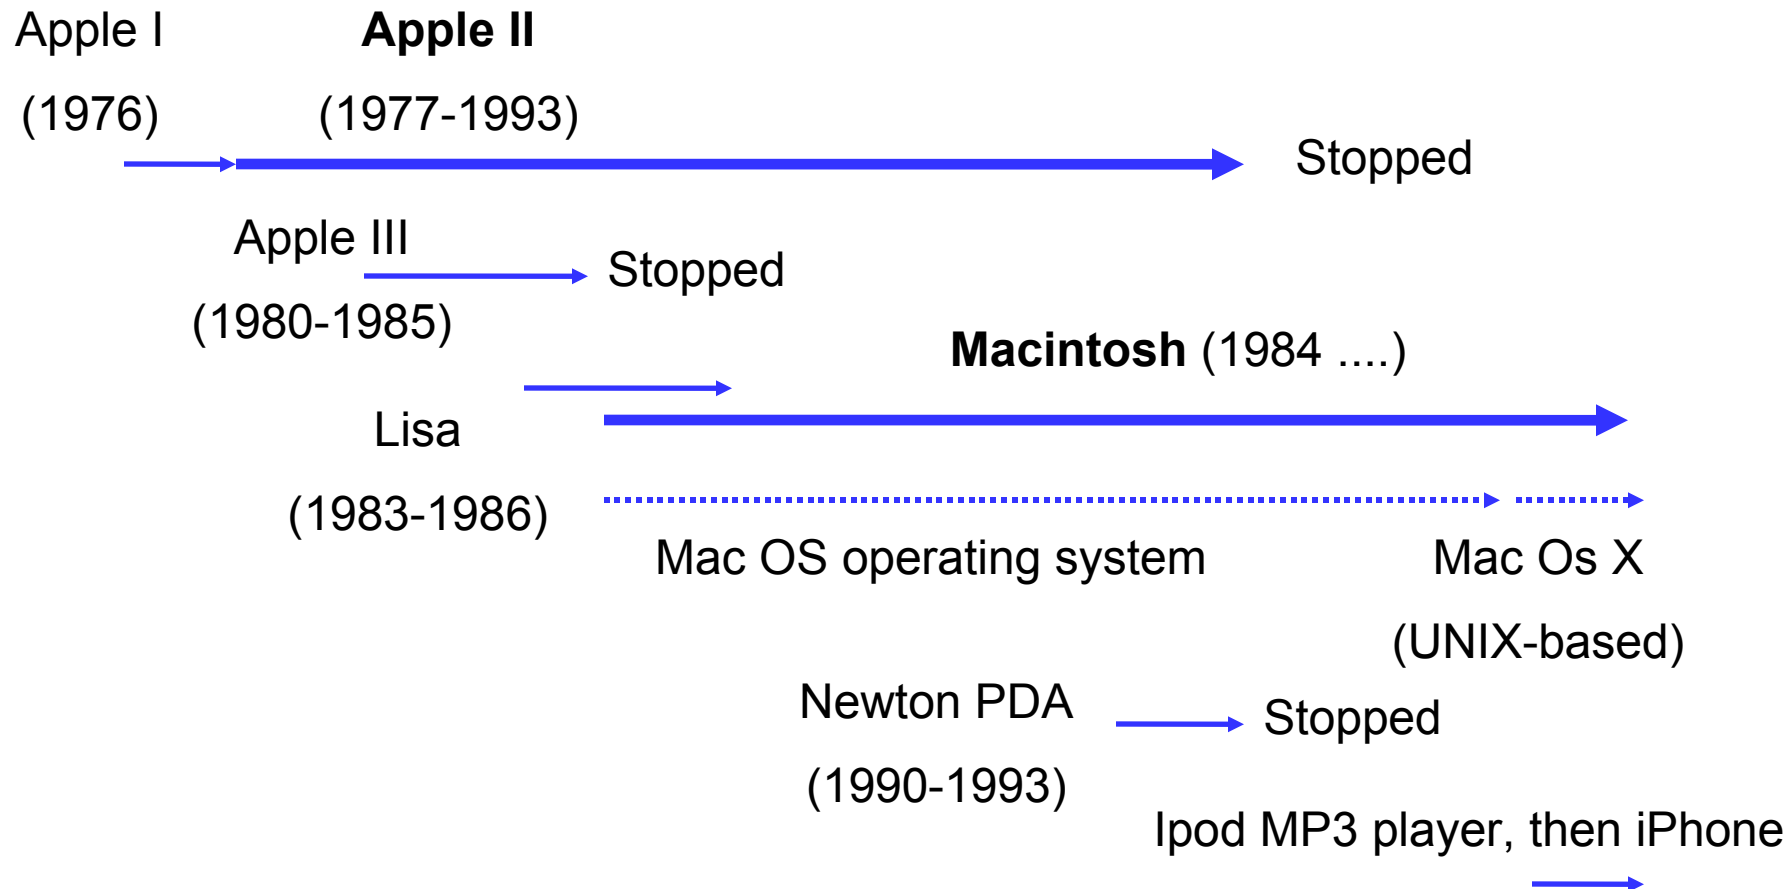 Apple I
Apple II
(1976)
(1977-1993)
Stopped
Apple III
Stopped
(1980-1985)
Macintosh (1984 ....)
Lisa
(1983-1986)
Mac OS operating system
Mac Os X
(UNIX-based)
Newton PDA
Stopped
(1990-1993)
Ipod MP3 player, then iPhone